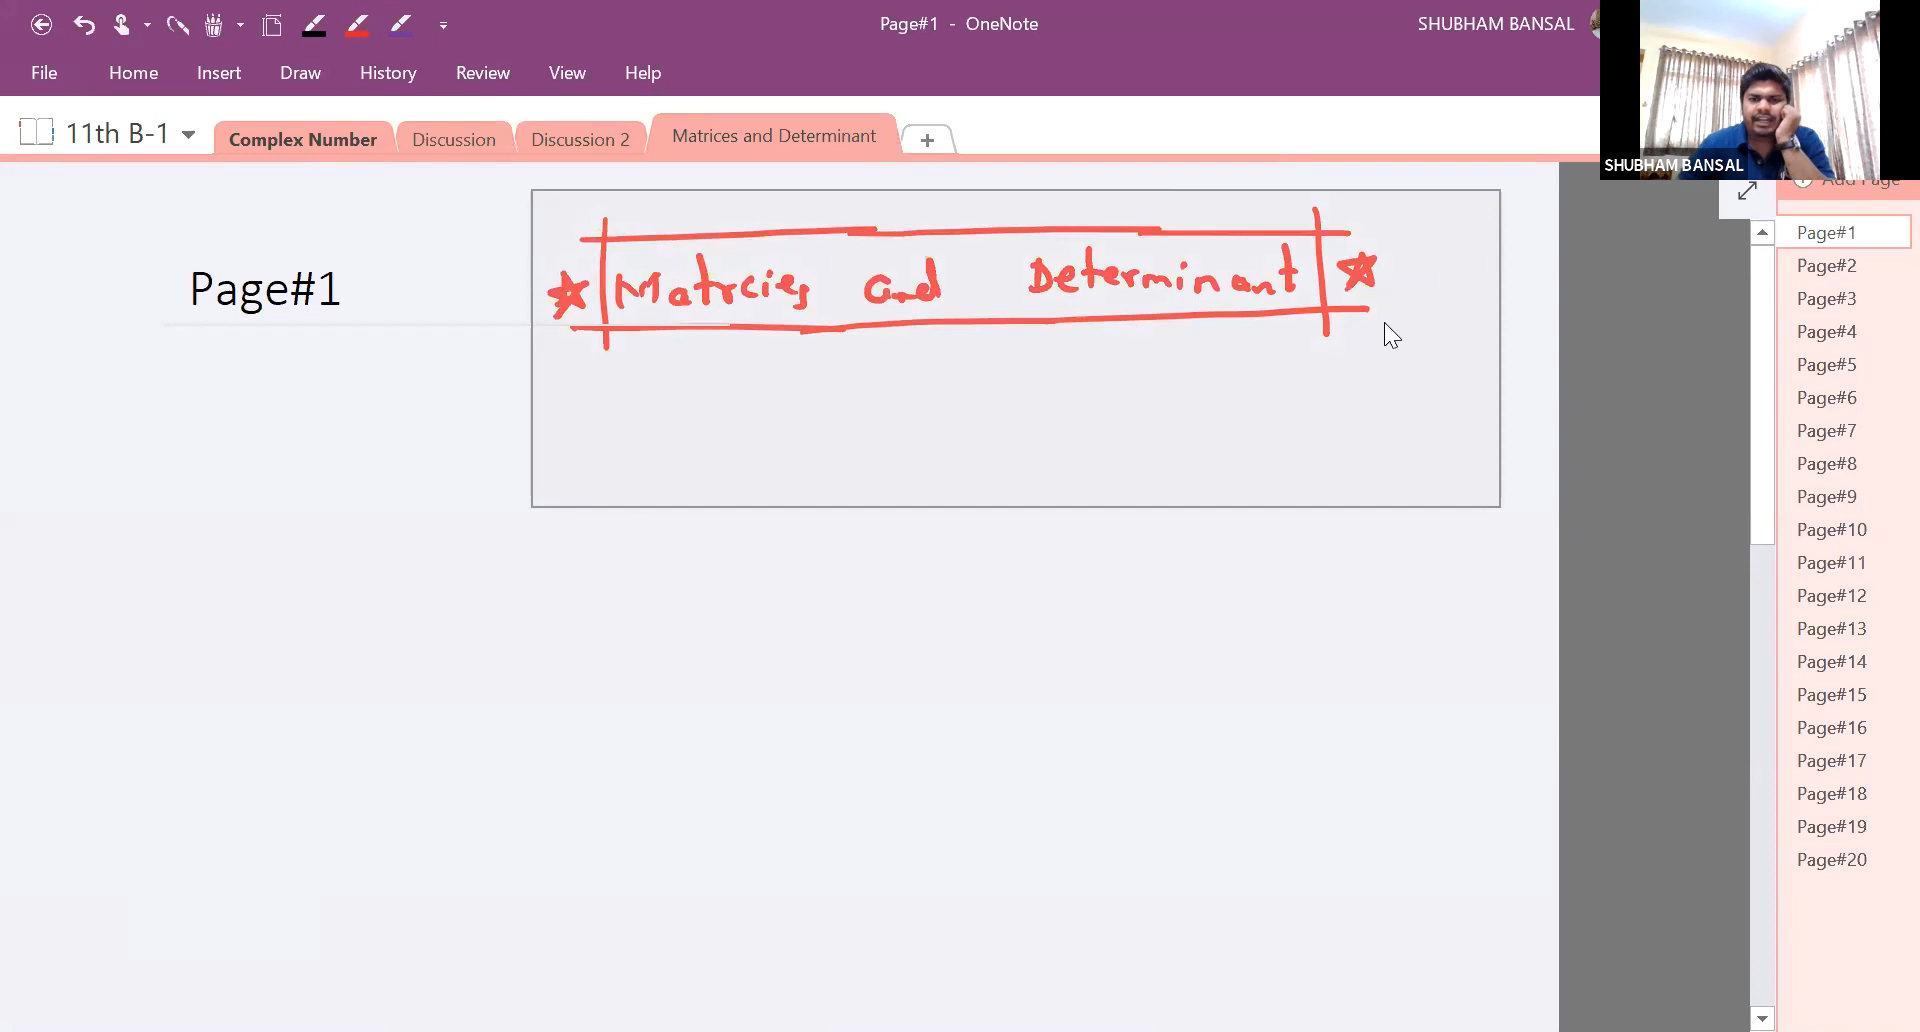 Page#1 - OneNote
SHUBHAM BANSAL
File Home Insert Draw History Review View Help
11th B-1
Complex Number
Discussion
Discussion 2
Matrices and Determinant
SHUBHAM BANSAL
Add Page
Page#1
Matrcies and Determinant
Page#1
Page#2
Page#3
Page#4
Page#5
Page#6
Page#7
Page#8
Page#9
Page#10
Page#11
Page#12
Page#13
Page#14
Page#15
Page#16
Page#17
Page#18
Page#19
Page#20